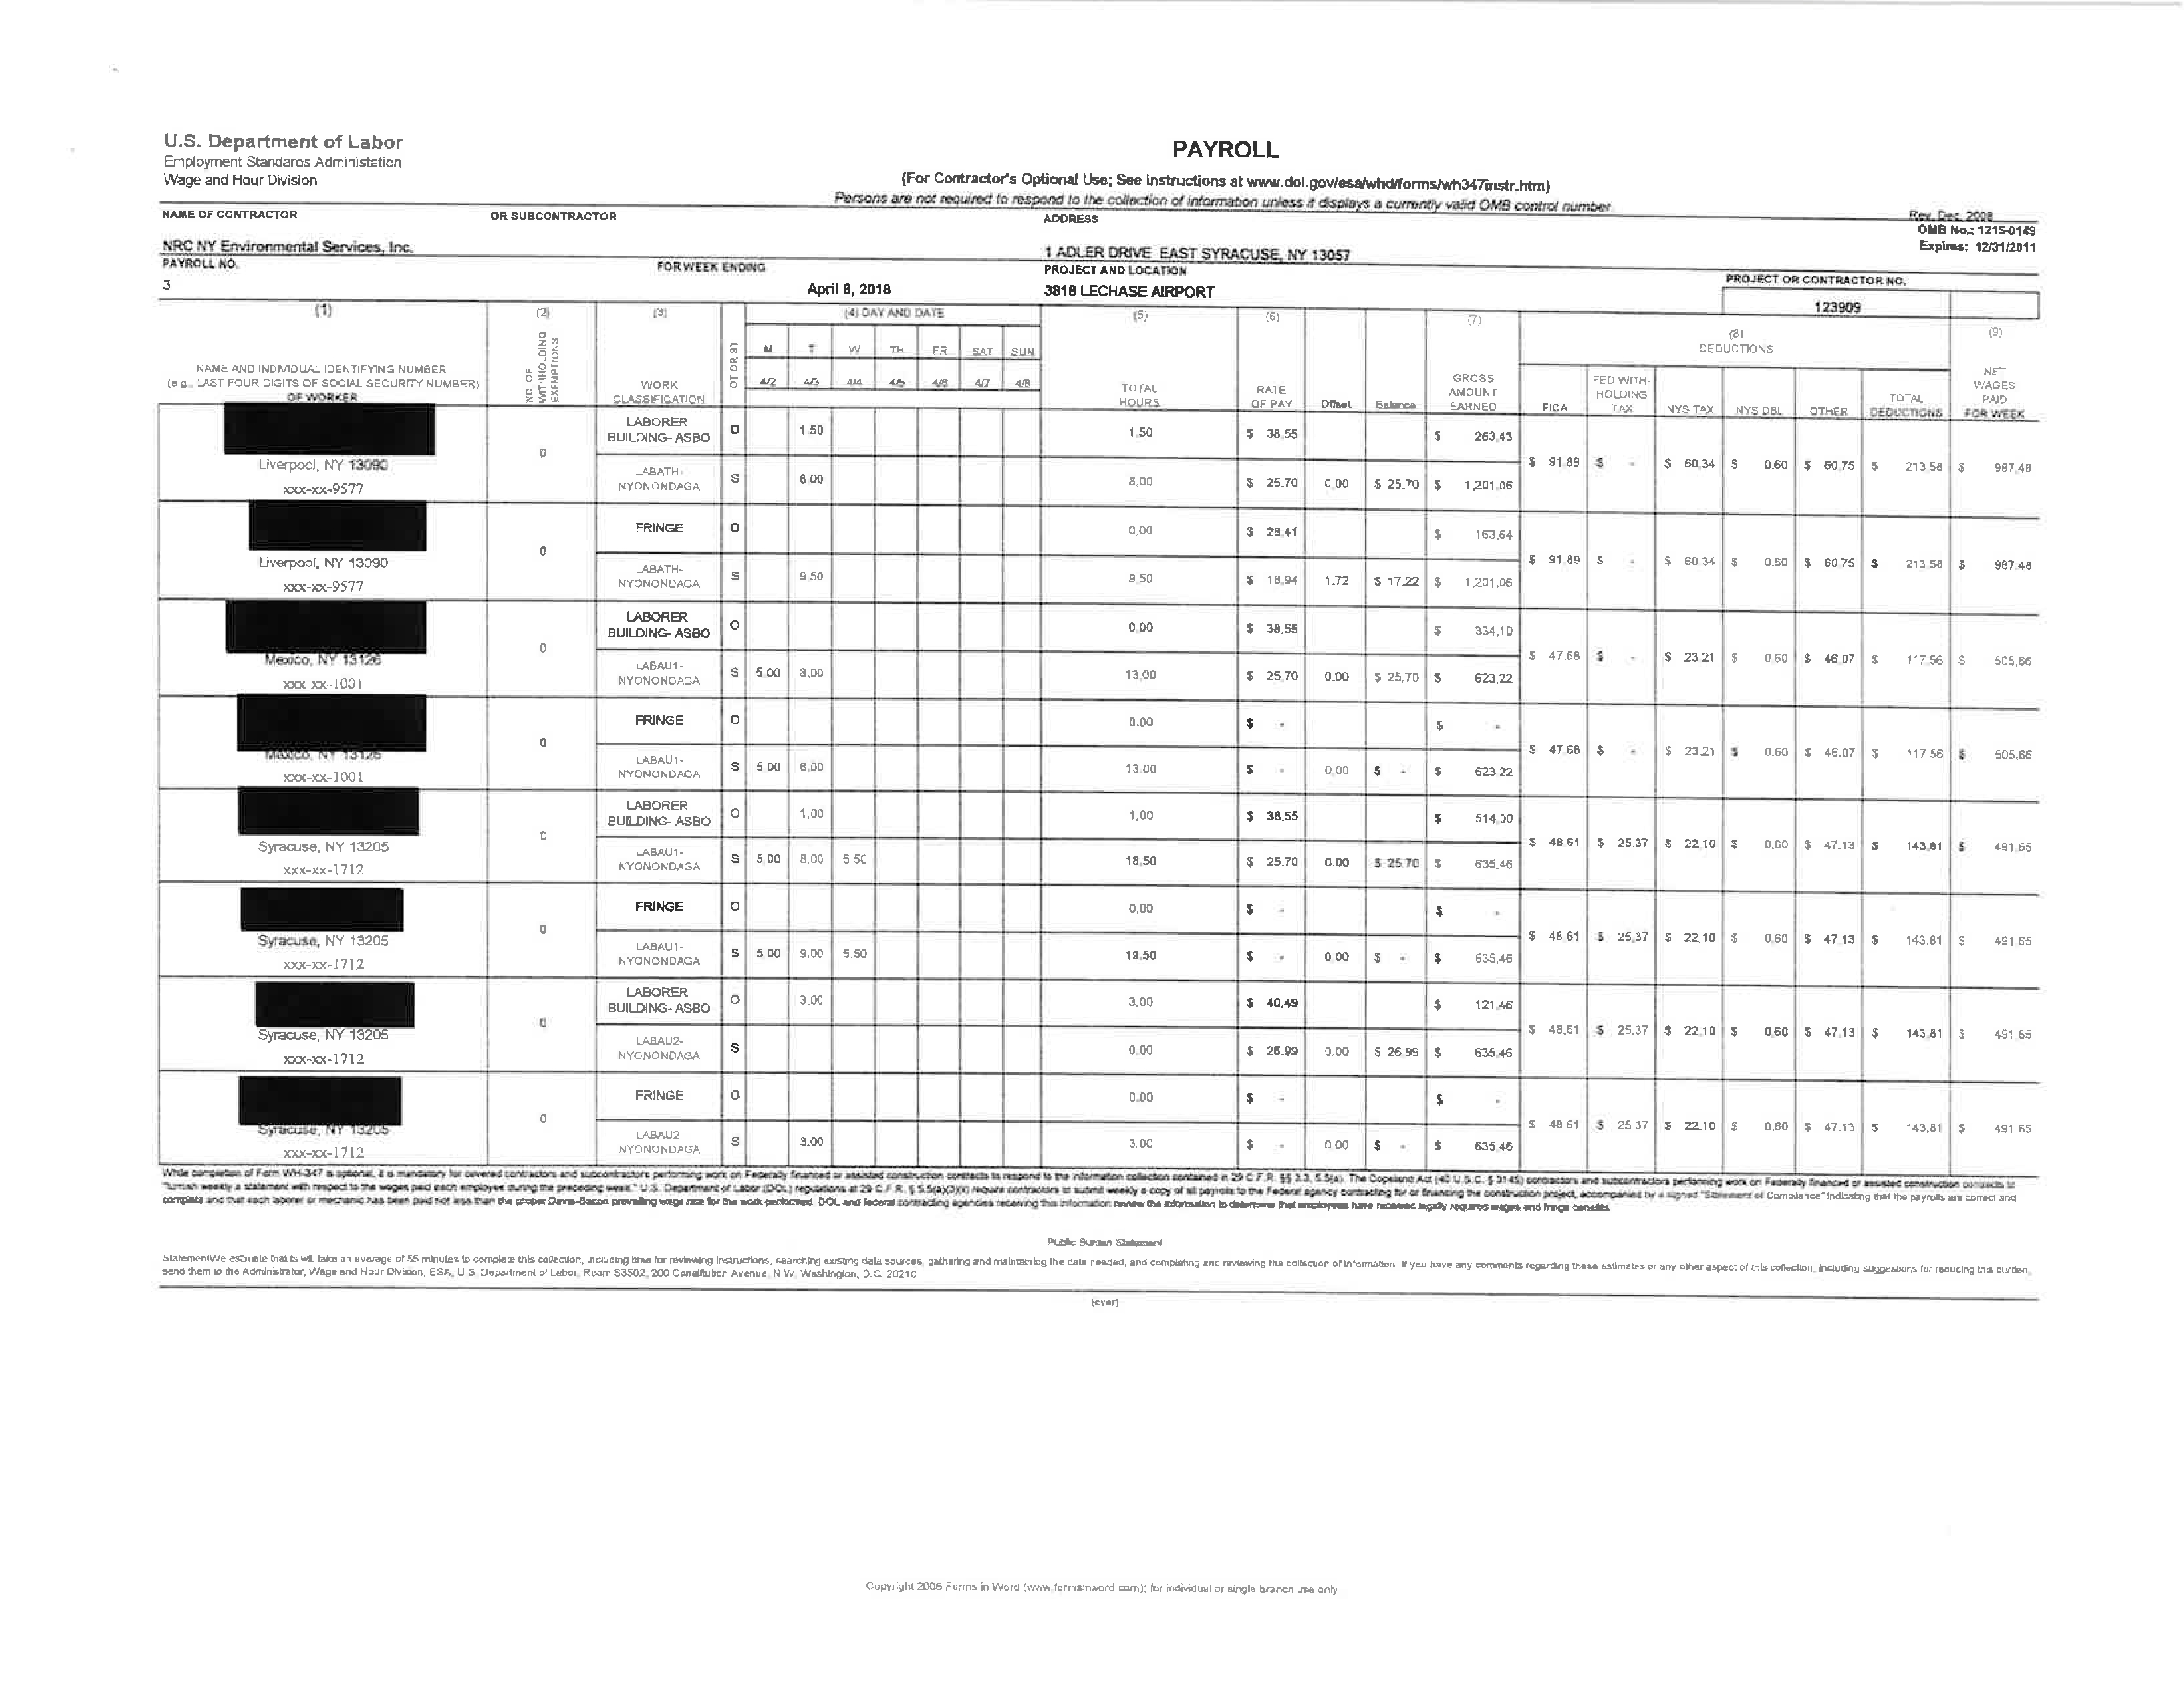 U.S. Department of Labor
Employment Standards Administation
Wage and Hour Division
PAYROLL
(For Contractor's Optional Use; See Instructions at www.dol.gov/esa/whd/forms/wh347instr.htm)
Persons are not required to respond to the collection of information unless it displays a currently valid OMB control number
Rev. Dec. 2008
OMB No.: 1215-0149
Expires: 12/31/2011
NAME OF CONTRACTOR OR SUBCONTRACTOR ADDRESS
NRC NY Environmental Services, Inc. 1 ADLER DRIVE EAST SYRACUSE, NY 13057
PAYROLL NO. FOR WEEK ENDING PROJECT AND LOCATION PROJECT OR CONTRACTOR NO.
3 April 8, 2018 3818 LECHASE AIRPORT 123909
(1) (2) (3) (4) DAY AND DATE (5) (6) (7) (8) (9)
DEDUCTIONS
NAME AND INDIVIDUAL IDENTIFYING NUMBER
(e.g., LAST FOUR DIGITS OF SOCIAL SECURITY NUMBER)
OF WORKER
NO. OF WITHHOLDING EXEMPTIONS
WORK CLASSIFICATION
OT OR ST
M T W TH FR SAT SUN
4/2 4/3 4/4 4/5 4/6 4/7 4/8
TOTAL HOURS
RATE OF PAY Offset Balance
GROSS AMOUNT EARNED
FICA FED WITH-HOLDING TAX NYS TAX NYS DBL OTHER TOTAL DEDUCTIONS
NET WAGES PAID FOR WEEK
LABORER BUILDING- ASBO O 1.50 1.50 $ 38.55 $ 263.43
Liverpool, NY 13090 0 $ 91.89 $ - $ 60.34 $ 0.60 $ 60.75 $ 213.58 $ 987.48
xxx-xx-9577 LABATH-NYONONDAGA S 8.00 8.00 $ 25.70 0.00 $ 25.70 $ 1,201.06
FRINGE O 0.00 $ 28.41 $ 163.64
Liverpool, NY 13090 0 $ 91.89 $ - $ 60.34 $ 0.60 $ 60.75 $ 213.58 $ 987.48
xxx-xx-9577 LABATH-NYONONDAGA S 9.50 9.50 $ 18.94 1.72 $ 17.22 $ 1,201.06
LABORER BUILDING- ASBO O 0.00 $ 38.55 $ 334.10
Mexico, NY 13126 0 $ 47.68 $ - $ 23.21 $ 0.60 $ 46.07 $ 117.56 $ 505.66
xxx-xx-1001 LABAU1-NYONONDAGA S 5.00 8.00 13.00 $ 25.70 0.00 $ 25.70 $ 623.22
FRINGE O 0.00 $ - $ -
Mexico, NY 13126 0 $ 47.68 $ - $ 23.21 $ 0.60 $ 46.07 $ 117.56 $ 505.66
xxx-xx-1001 LABAU1-NYONONDAGA S 5.00 8.00 13.00 $ - 0.00 $ - $ 623.22
LABORER BUILDING- ASBO O 1.00 1.00 $ 38.55 $ 514.00
Syracuse, NY 13205 0 $ 48.61 $ 25.37 $ 22.10 $ 0.60 $ 47.13 $ 143.81 $ 491.65
xxx-xx-1712 LABAU1-NYONONDAGA S 5.00 8.00 5.50 18.50 $ 25.70 0.00 $ 25.70 $ 635.46
FRINGE O 0.00 $ - $ -
Syracuse, NY 13205 0 $ 48.61 $ 25.37 $ 22.10 $ 0.60 $ 47.13 $ 143.81 $ 491.65
xxx-xx-1712 LABAU1-NYONONDAGA S 5.00 9.00 5.50 19.50 $ - 0.00 $ - $ 635.46
LABORER BUILDING- ASBO O 3.00 3.00 $ 40.49 $ 121.46
Syracuse, NY 13205 0 $ 48.61 $ 25.37 $ 22.10 $ 0.60 $ 47.13 $ 143.81 $ 491.65
xxx-xx-1712 LABAU2-NYONONDAGA S 0.00 $ 26.99 0.00 $ 26.99 $ 635.46
FRINGE O 0.00 $ - $ -
Syracuse, NY 13205 0 $ 48.61 $ 25.37 $ 22.10 $ 0.60 $ 47.13 $ 143.81 $ 491.65
xxx-xx-1712 LABAU2-NYONONDAGA S 3.00 3.00 $ - 0.00 $ - $ 635.46
While completion of Form WH-347 is optional, it is mandatory for covered contractors and subcontractors performing work on Federally financed or assisted construction contracts to respond to the information collection contained in 29 C.F.R. §§ 3.3, 5.5(a). The Copeland Act (40 U.S.C. § 3145) contractors and subcontractors performing work on Federally financed or assisted construction contracts to
"furnish weekly a statement with respect to the wages paid each employee during the preceding week." U.S. Department of Labor (DOL) regulations at 29 C.F.R. § 5.5(a)(3)(ii) require contractors to submit weekly a copy of all payrolls to the Federal agency contracting for or financing the construction project, accompanied by a signed "Statement of Compliance" indicating that the payrolls are correct and
complete and that each laborer or mechanic has been paid not less than the proper Davis-Bacon prevailing wage rate for the work performed. DOL and federal contracting agencies receiving this information review the information to determine that employees have received legally required wages and fringe benefits.
Public Burden Statement
StatementWe estimate that is will take an average of 55 minutes to complete this collection, including time for reviewing instructions, searching existing data sources, gathering and maintaining the data needed, and completing and reviewing the collection of information. If you have any comments regarding these estimates or any other aspect of this collection, including suggestions for reducing this burden,
send them to the Administrator, Wage and Hour Division, ESA, U.S. Department of Labor, Room S3502, 200 Constitution Avenue, N.W. Washington, D.C. 20210
(over)
Copyright 2006 Forms in Word (www.formsinword.com); for individual or single branch use only